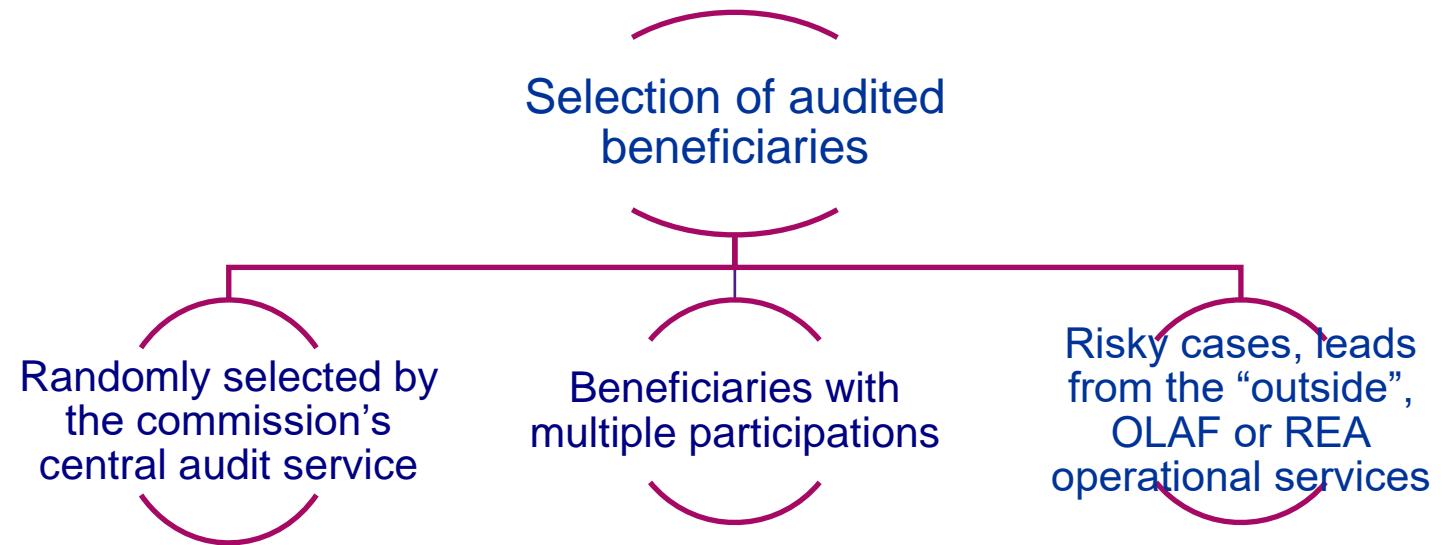 Selection of audited
beneficiaries
Randomly selected by
the commission's
central audit service
Beneficiaries with
multiple participations
Risky cases, leads
from the “outside”,
OLAF or REA
operational services